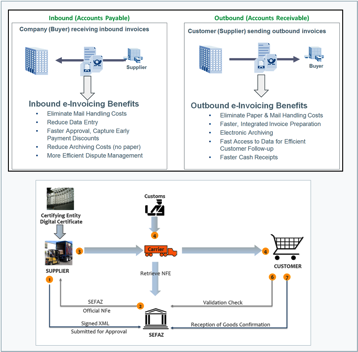 Inbound (Accounts Payable)
Company (Buyer) receiving inbound invoices
Supplier
Inbound e-Invoicing Benefits
• Eliminate Mail Handling Costs
• Reduce Data Entry
• Faster Approval, Capture Early
Payment Discounts
• Reduce Archiving Costs (no paper)
• More Efficient Dispute Management
Outbound (Accounts Receivable)
Customer (Supplier) sending outbound invoices
Buyer
Outbound e-Invoicing Benefits
• Eliminate Paper & Mail Handling Costs
• Faster, Integrated Invoice Preparation
• Electronic Archiving
• Fast Access to Data for Efficient
Customer Follow-up
• Faster Cash Receipts
Certifying Entity
Digital Certificate
Customs
Carrier
SUPPLIER
Retrieve NFE
CUSTOMER
SEFAZ
Official NFe
Validation Check
Signed XML
Submitted for Approval
SEFAZ
Reception of Goods Confirmation